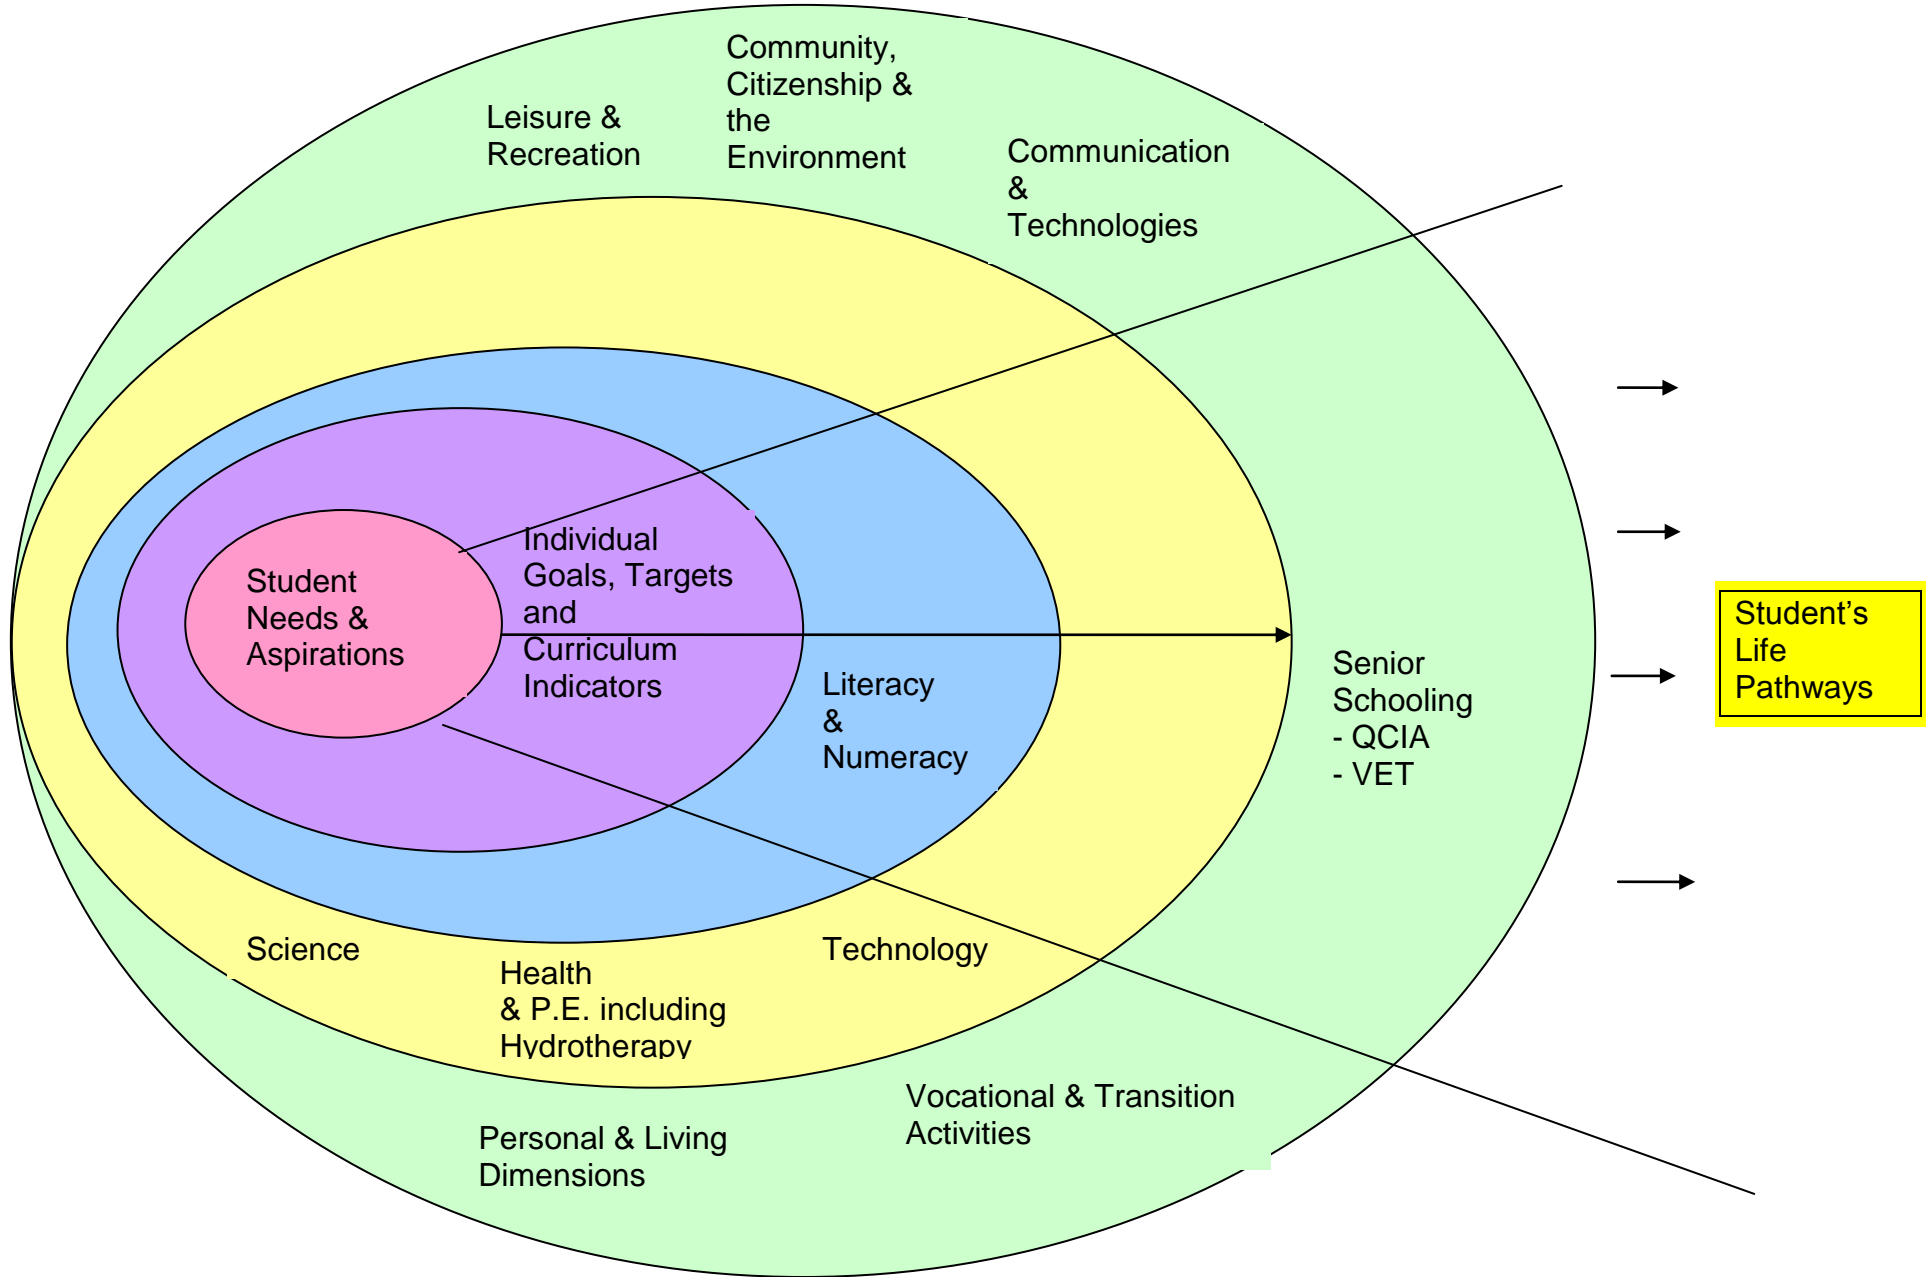 Community,
Citizenship &
the
Environment
Leisure &
Recreation
Communication
&
Technologies
Student
Needs &
Aspirations
Individual
Goals, Targets
and
Curriculum
Indicators
Literacy
&
Numeracy
Senior
Schooling
- QCIA
- VET
Student’s
Life
Pathways
Science
Health
& P.E. including
Hydrotherapy
Technology
Personal & Living
Dimensions
Vocational & Transition
Activities